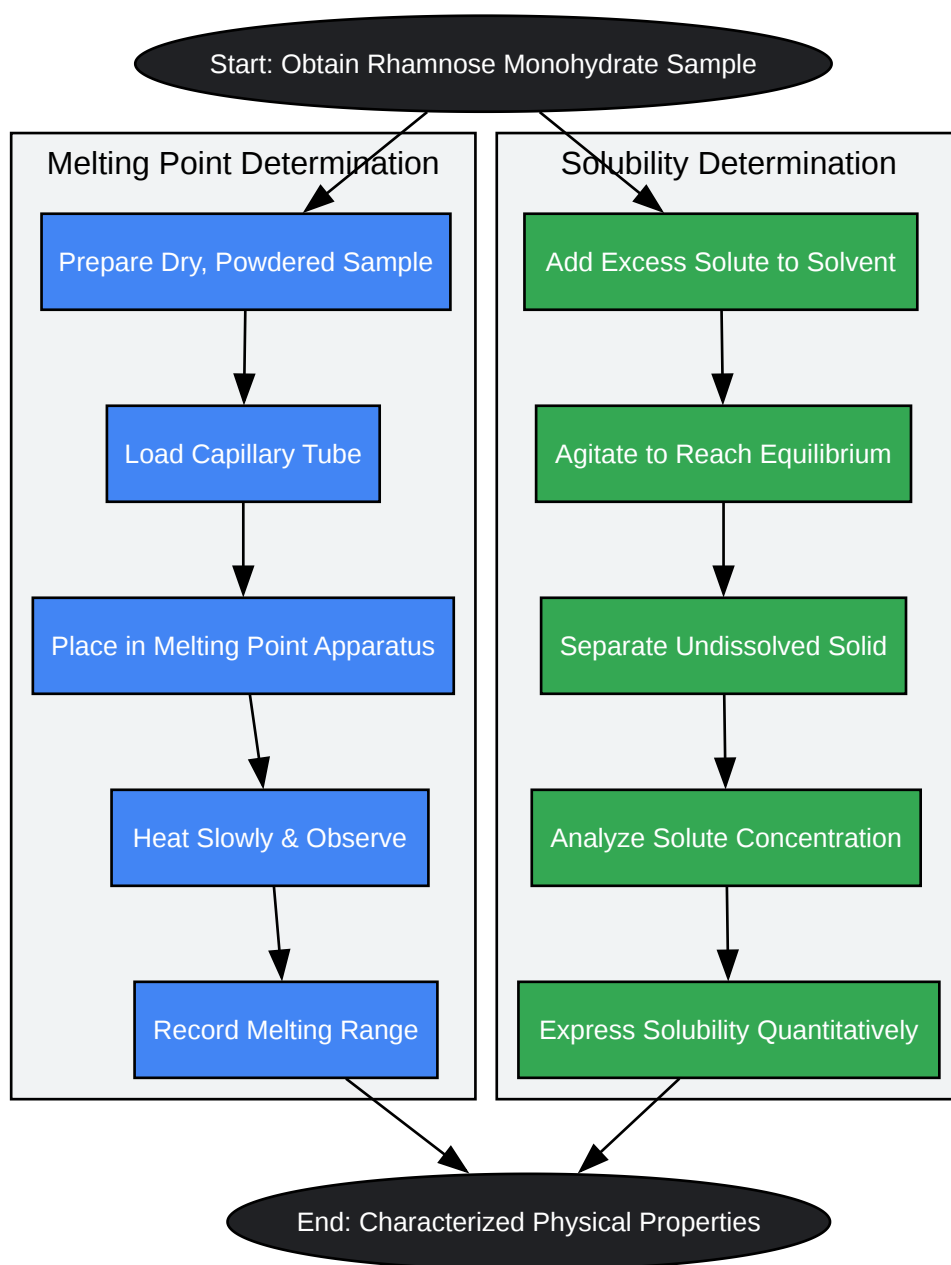 Start: Obtain Rhamnose Monohydrate Sample
Melting Point Determination
Prepare Dry, Powdered Sample
Load Capillary Tube
Place in Melting Point Apparatus
Heat Slowly & Observe
Record Melting Range
Solubility Determination
Add Excess Solute to Solvent
Agitate to Reach Equilibrium
Separate Undissolved Solid
Analyze Solute Concentration
Express Solubility Quantitatively
End: Characterized Physical Properties